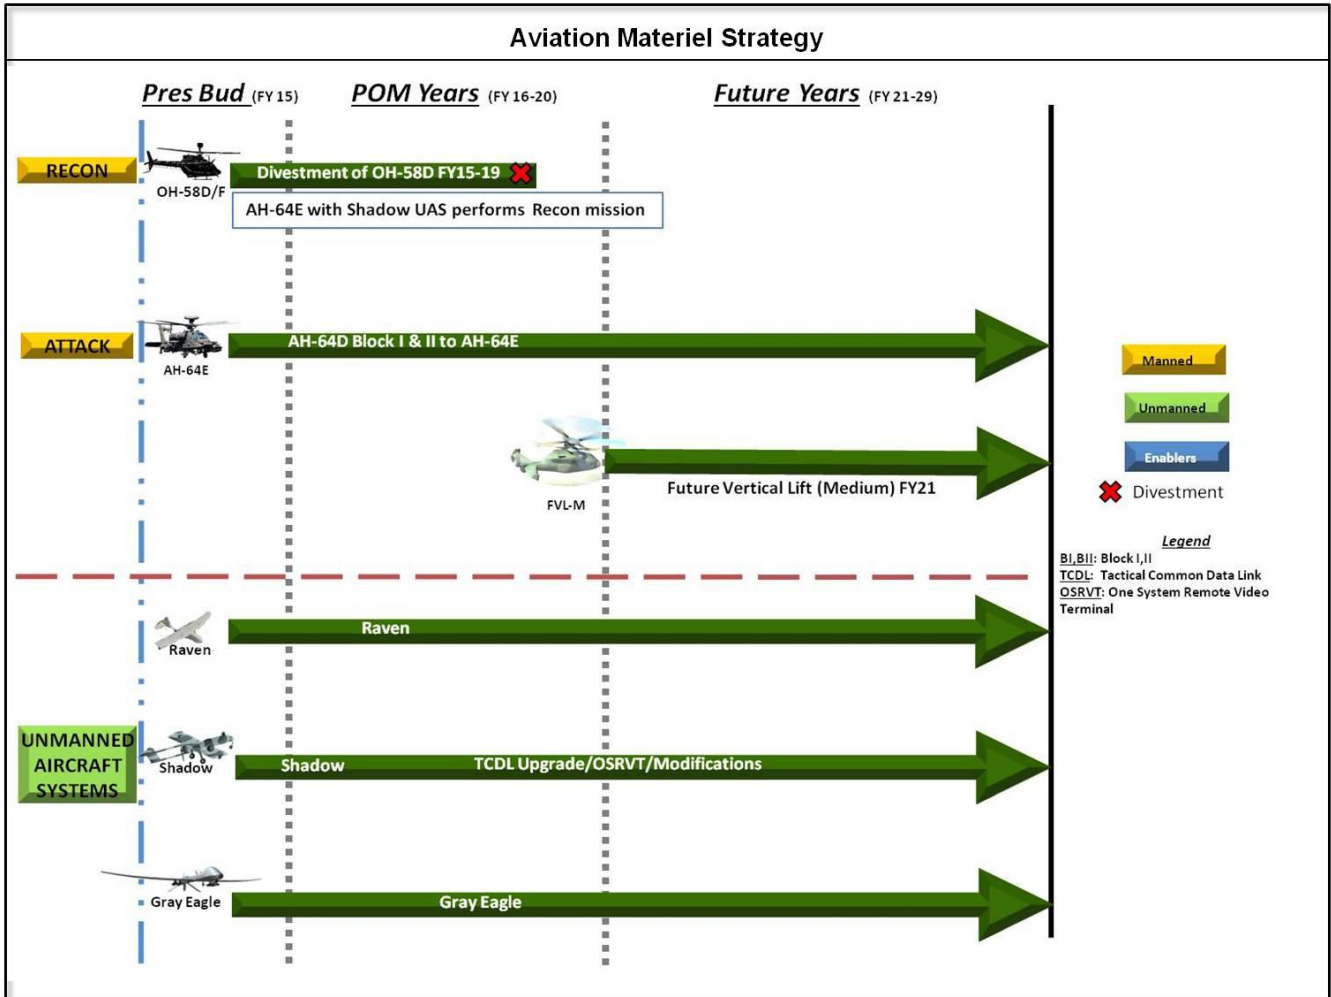 Aviation Materiel Strategy
Pres Bud (FY 15)
POM Years (FY 16-20)
Future Years (FY 21-29)
RECON
OH-58D/F
Divestment of OH-58D FY15-19
AH-64E with Shadow UAS performs Recon mission
ATTACK
AH-64E
AH-64D Block I & II to AH-64E
FVL-M
Future Vertical Lift (Medium) FY21
Manned
Unmanned
Enablers
Divestment
Legend
BI,BII: Block I,II
TCDL: Tactical Common Data Link
OSRVT: One System Remote Video
Terminal
Raven
Raven
UNMANNED
AIRCRAFT
SYSTEMS
Shadow
Shadow
TCDL Upgrade/OSRVT/Modifications
Gray Eagle
Gray Eagle